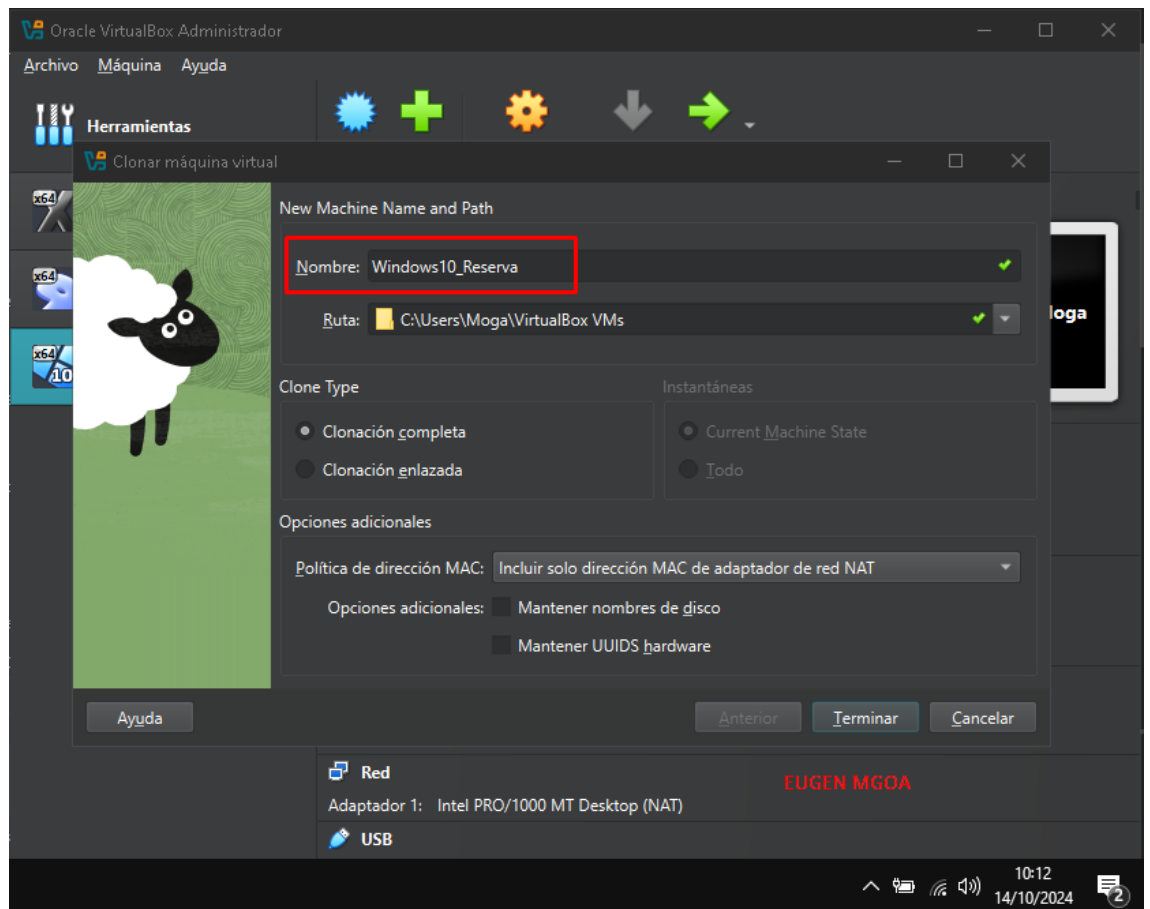 Oracle VirtualBox Administrador
Archivo Máquina Ayuda
Herramientas
Clonar máquina virtual
x64
x64
x64
10
New Machine Name and Path
Nombre: Windows10_Reserva
Ruta: C:\Users\Moga\VirtualBox VMs
loga
Clone Type
Instantáneas
Clonación completa
Current Machine State
Clonación enlazada
Todo
Opciones adicionales
Política de dirección MAC: Incluir solo dirección MAC de adaptador de red NAT
Opciones adicionales: Mantener nombres de disco
Mantener UUIDS hardware
Ayuda
Anterior
Terminar
Cancelar
Red
EUGEN MGOA
Adaptador 1: Intel PRO/1000 MT Desktop (NAT)
USB
10:12
14/10/2024
2